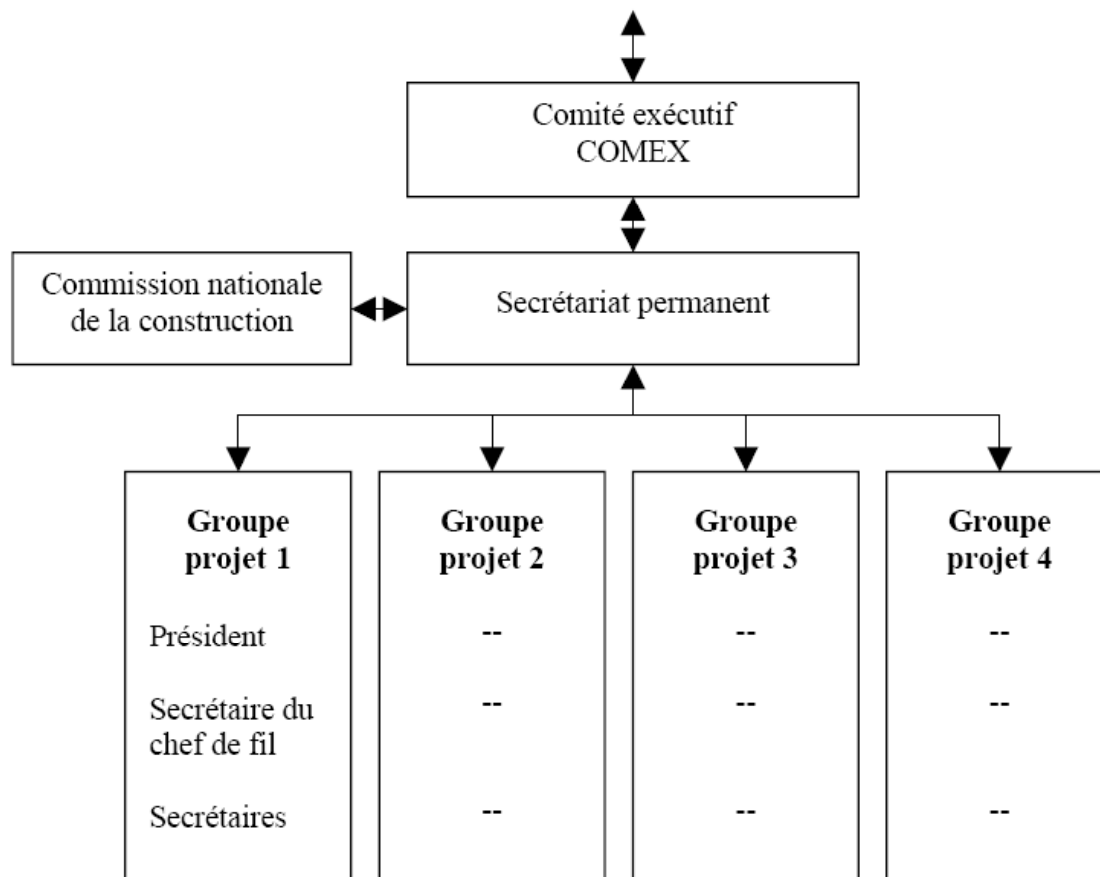 Comité exécutif
COMEX
Commission nationale
de la construction
Secrétariat permanent
Groupe
projet 1
Président
Secrétaire du
chef de fil
Secrétaires
Groupe
projet 2
--
--
--
Groupe
projet 3
--
--
--
Groupe
projet 4
--
--
--